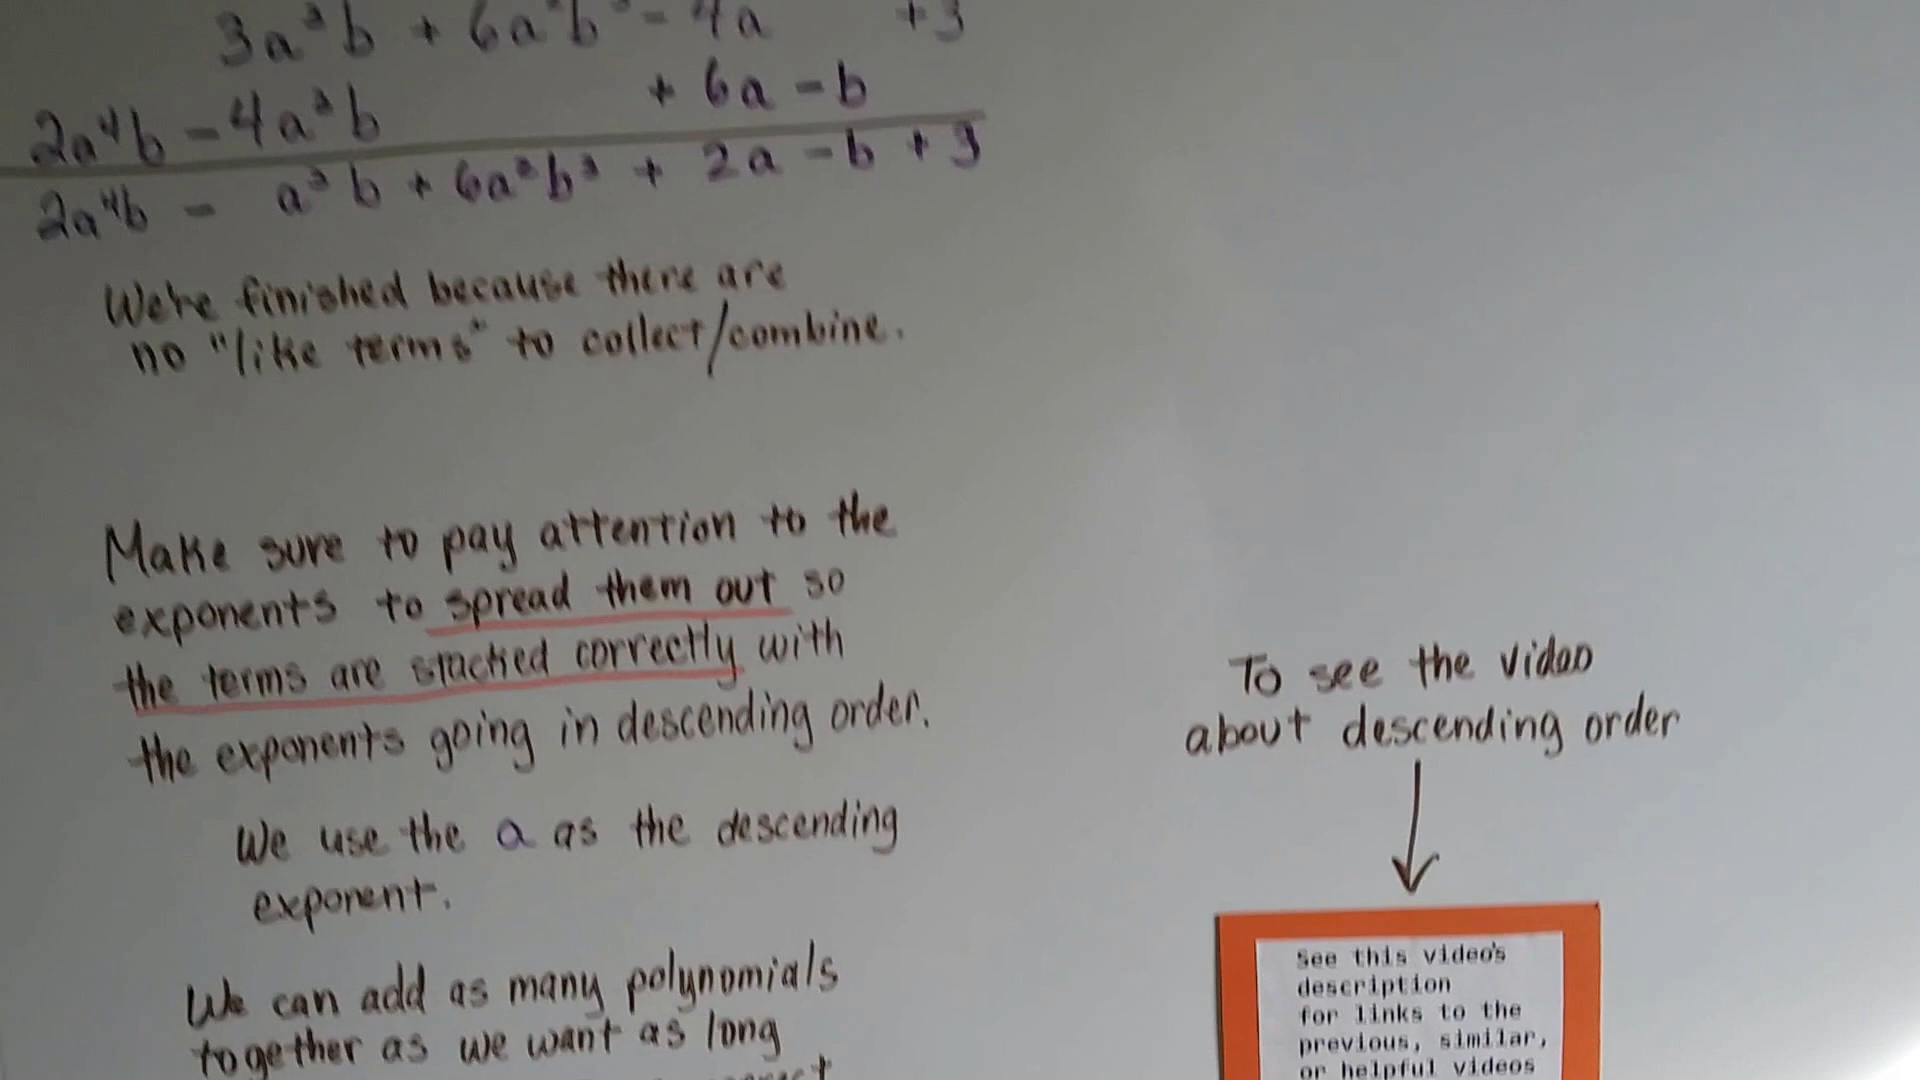 3a³b + 6a²b³ - 4a + 3
2a⁴b - 4a³b + 6a - b
2a⁴b - a³b + 6a²b³ + 2a - b + 3
We're finished because there are
no "like terms" to collect/combine.
Make sure to pay attention to the
exponents to spread them out so
the terms are stacked correctly with
the exponents going in descending order.
We use the a as the descending
exponent.
We can add as many polynomials
together as we want as long
To see the video
about descending order
See this video's
description
for links to the
previous, similar,
or helpful videos